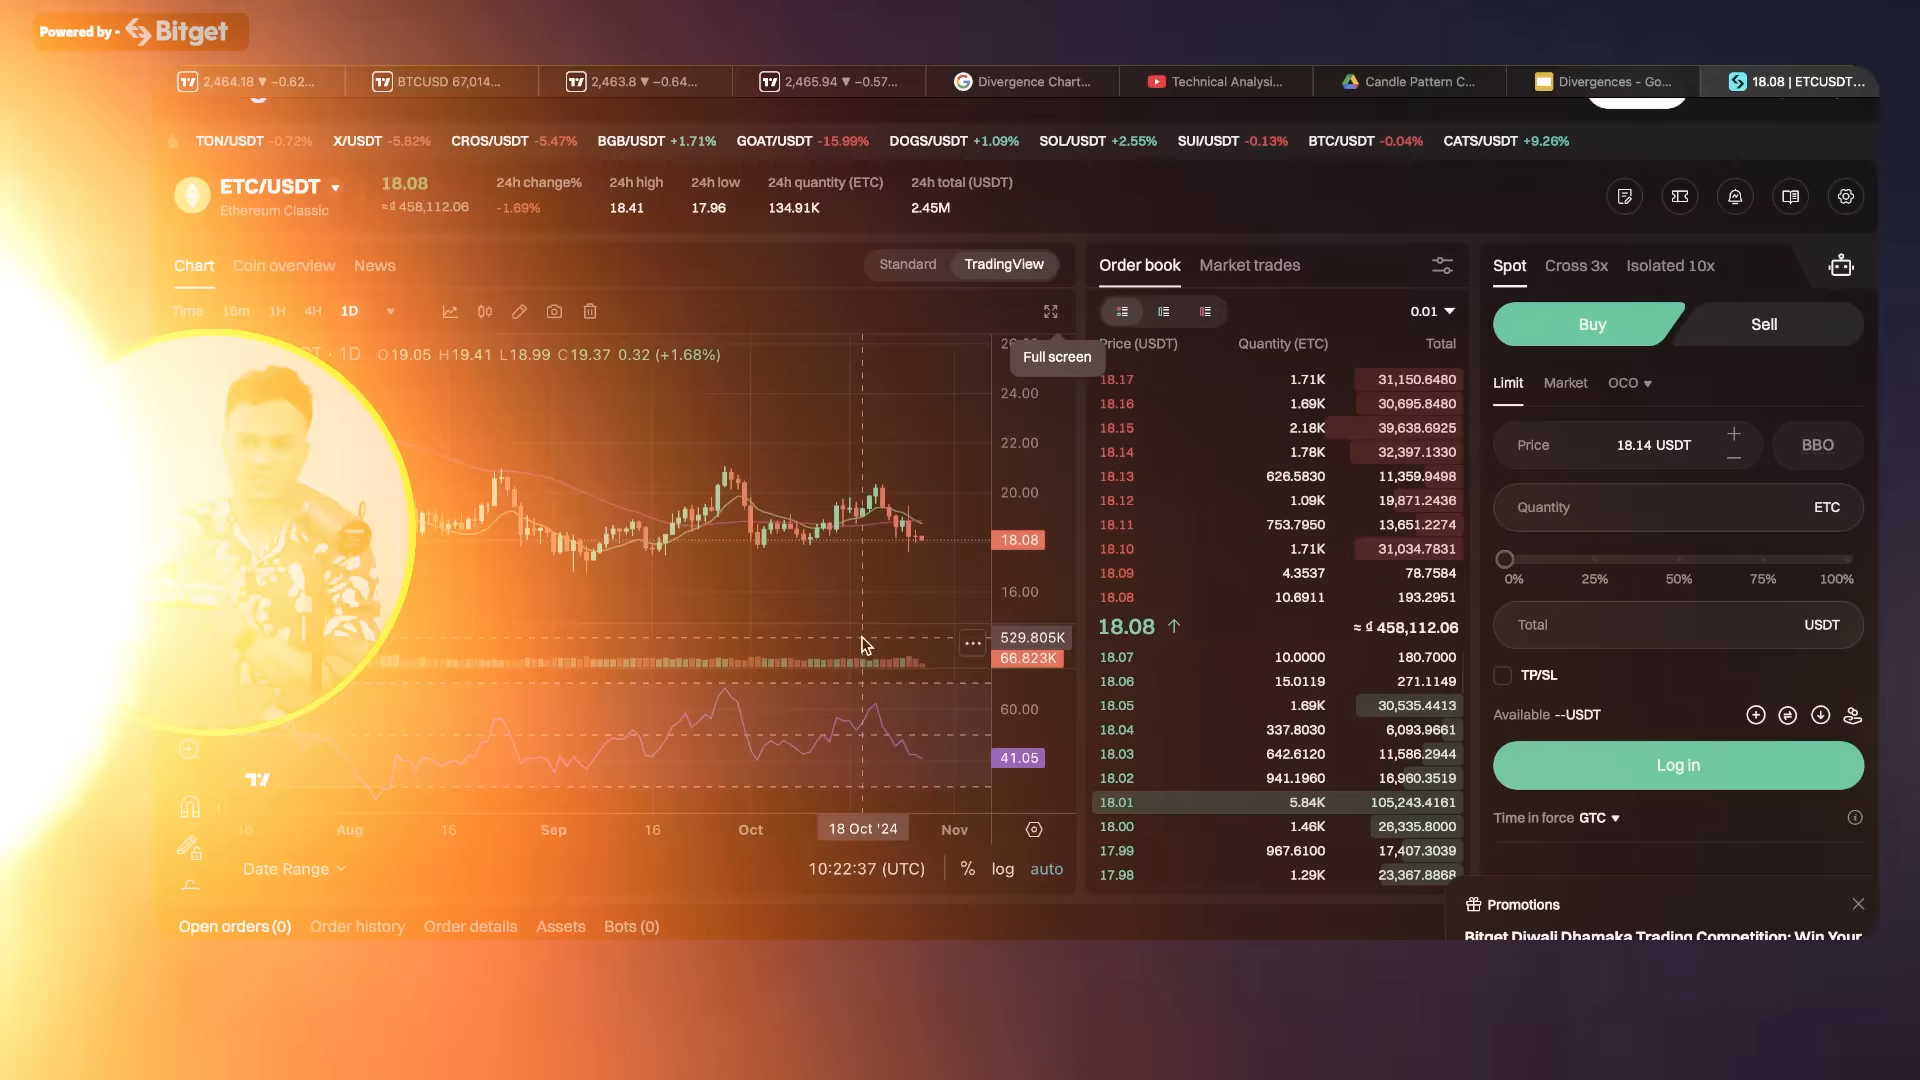 Powered by - Bitget
2,464.18 ▼ −0.62...
BTCUSD 67,014...
2,463.8 ▼ −0.64...
2,465.94 ▼ −0.57...
Divergence Chart...
Technical Analysi...
Candle Pattern C...
Divergences - Go...
18.08 | ETCUSDT...
TON/USDT -0.72% X/USDT -5.82% CROS/USDT -5.47% BGB/USDT +1.71% GOAT/USDT -15.99% DOGS/USDT +1.09% SOL/USDT +2.55% SUI/USDT -0.13% BTC/USDT -0.04% CATS/USDT +9.26%
ETC/USDT
Ethereum Classic
18.08
≈₫ 458,112.06
24h change%
-1.69%
24h high
18.41
24h low
17.96
24h quantity (ETC)
134.91K
24h total (USDT)
2.45M
Chart Coin overview News
Standard TradingView
Time 15m 1H 4H 1D
Full screen
T · 1D O19.05 H19.41 L18.99 C19.37 0.32 (+1.68%)
24.00
22.00
20.00
18.08
16.00
529.805K
66.823K
60.00
41.05
16 Aug 16 Sep 16 Oct 18 Oct '24 Nov
Date Range
10:22:37 (UTC) % log auto
Order book Market trades
0.01
Price (USDT) Quantity (ETC) Total
18.17 1.71K 31,150.6480
18.16 1.69K 30,695.8480
18.15 2.18K 39,638.6925
18.14 1.78K 32,397.1330
18.13 626.5830 11,359.9498
18.12 1.09K 19,871.2436
18.11 753.7950 13,651.2274
18.10 1.71K 31,034.7831
18.09 4.3537 78.7584
18.08 10.6911 193.2951
18.08 ↑ ≈ ₫ 458,112.06
18.07 10.0000 180.7000
18.06 15.0119 271.1149
18.05 1.69K 30,535.4413
18.04 337.8030 6,093.9661
18.03 642.6120 11,586.2944
18.02 941.1960 16,960.3519
18.01 5.84K 105,243.4161
18.00 1.46K 26,335.8000
17.99 967.6100 17,407.3039
17.98 1.29K 23,367.8868
Spot Cross 3x Isolated 10x
Buy Sell
Limit Market OCO
Price 18.14 USDT
BBO
Quantity ETC
0% 25% 50% 75% 100%
Total USDT
TP/SL
Available --USDT
Log in
Time in force GTC
Open orders (0) Order history Order details Assets Bots (0)
Promotions
Bitget Diwali Dhamaka Trading Competition: Win Your